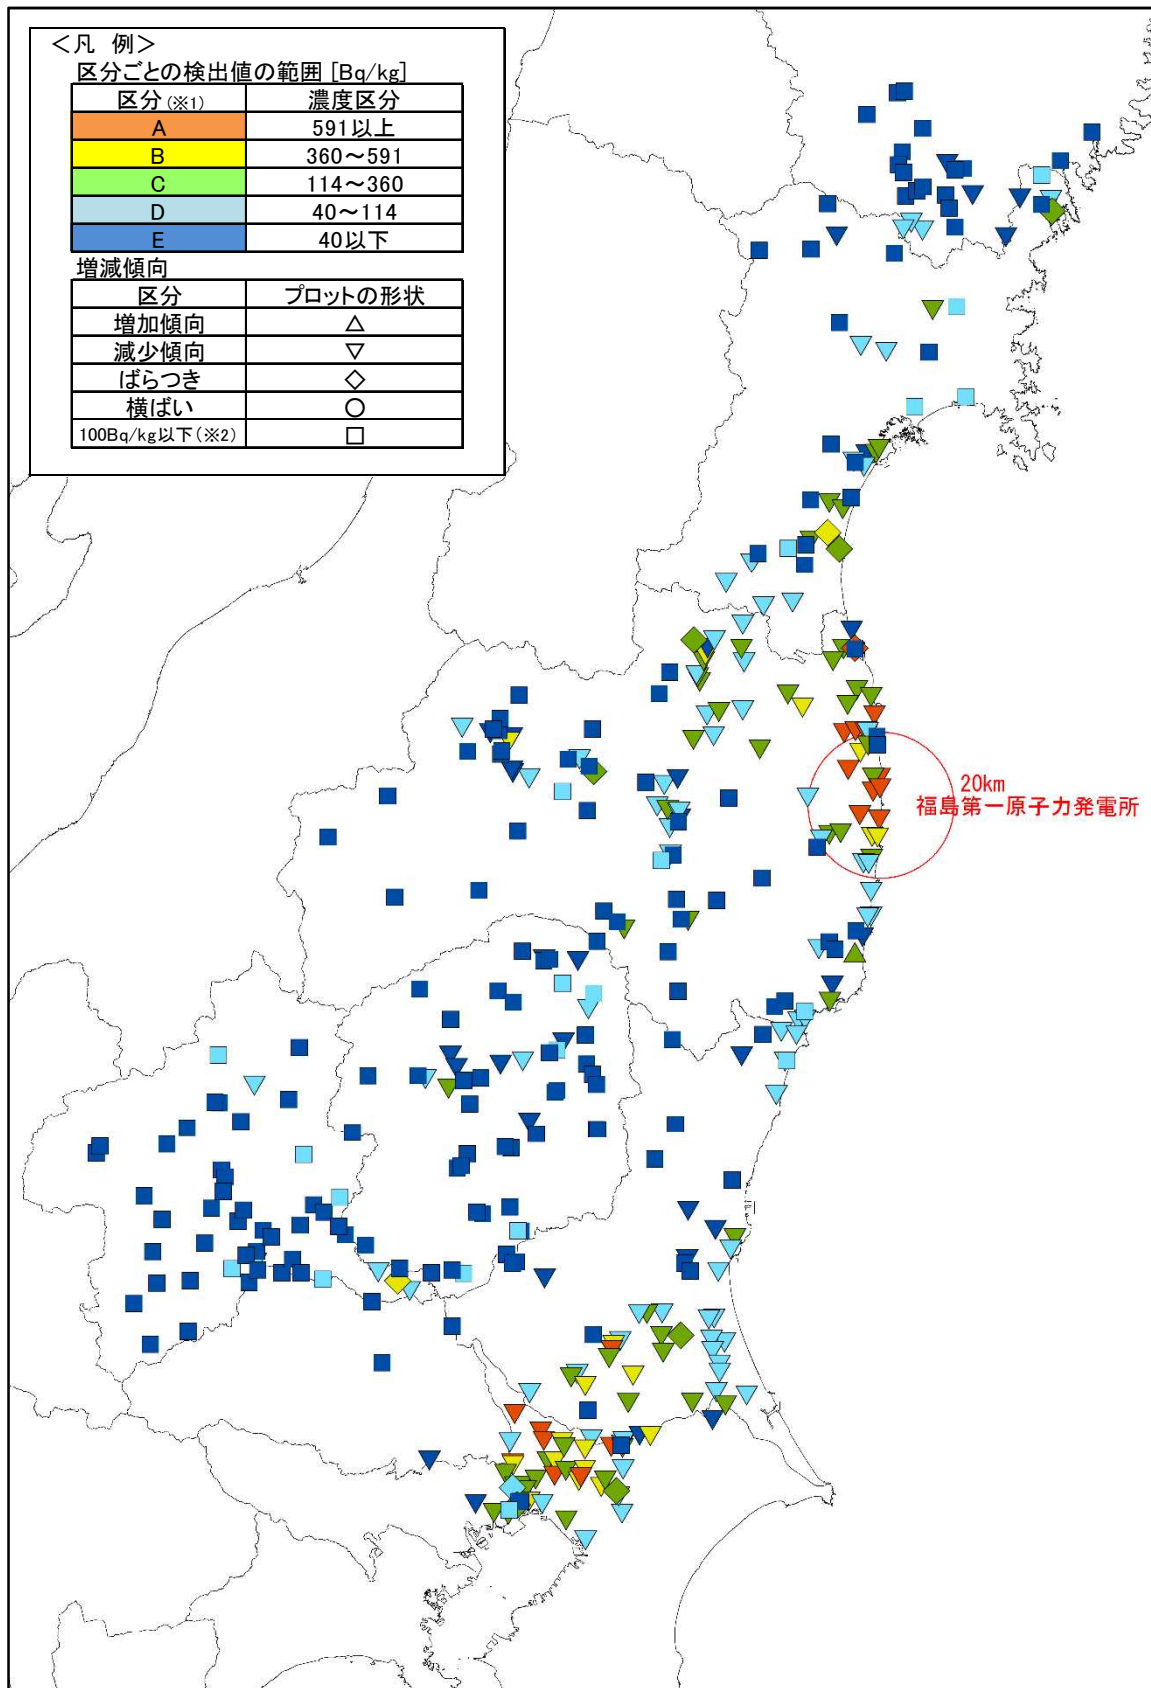 ＜凡 例＞
区分ごとの検出値の範囲 [Bq/kg]
区分(※1) 濃度区分
A 591以上
B 360～591
C 114～360
D 40～114
E 40以下
増減傾向
区分 プロットの形状
増加傾向 △
減少傾向 ▽
ばらつき ◇
横ばい ○
100Bq/kg以下(※2) □
20km
福島第一原子力発電所